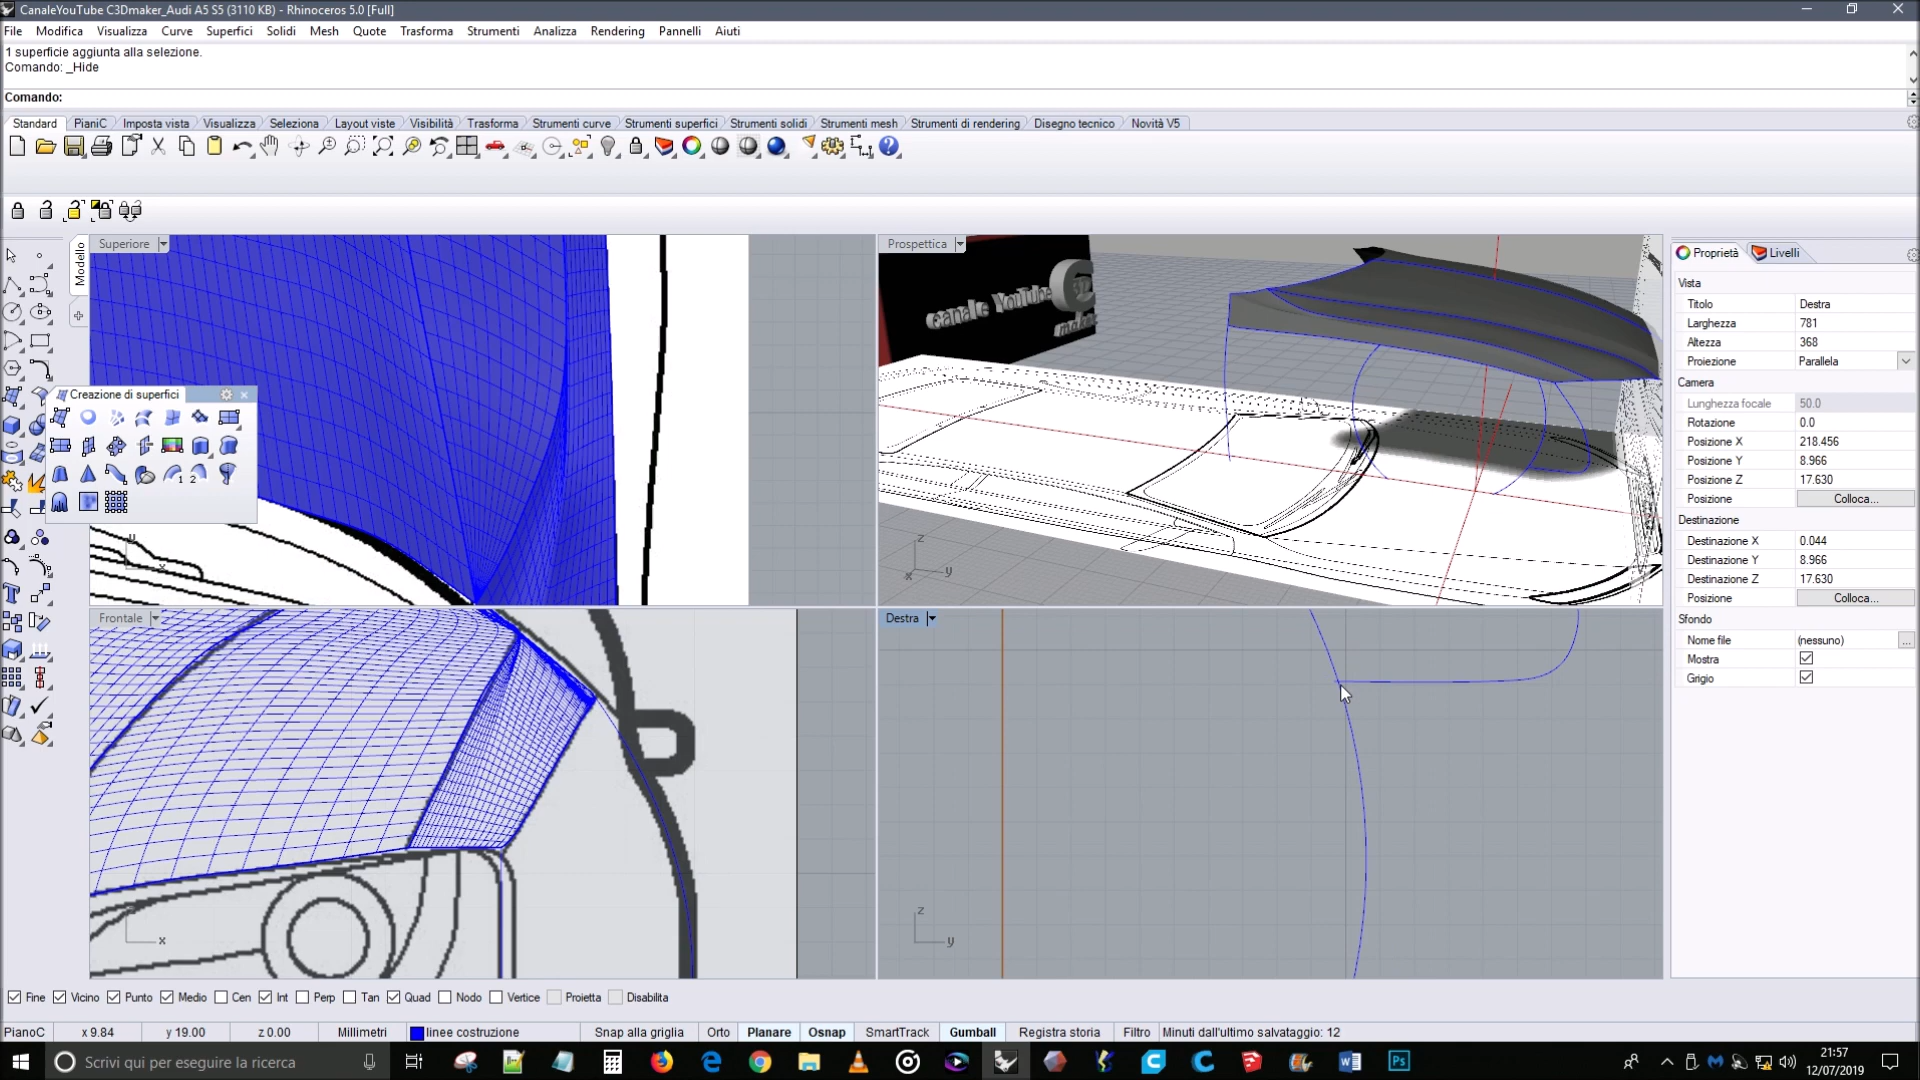 CanaleYouTube C3Dmaker_Audi A5 S5 (3110 KB) - Rhinoceros 5.0 [Full]
File Modifica Visualizza Curve Superfici Solidi Mesh Quote Trasforma Strumenti Analizza Rendering Pannelli Aiuti
1 superficie aggiunta alla selezione.
Comando: _Hide
Comando:
Standard PianiC Imposta vista Visualizza Seleziona Layout viste Visibilità Trasforma Strumenti curve Strumenti superfici Strumenti solidi Strumenti mesh Strumenti di rendering Disegno tecnico Novità V5
Modello
Superiore
Creazione di superfici
1 2
y
x
Prospettica
Canale YouTube
C3D
maker
z
x
y
Frontale
x
Destra
z
y
Proprietà Livelli
Vista
Titolo Destra
Larghezza 781
Altezza 368
Proiezione Parallela
Camera
Lunghezza focale 50.0
Rotazione 0.0
Posizione X 218.456
Posizione Y 8.966
Posizione Z 17.630
Posizione Colloca...
Destinazione
Destinazione X 0.044
Destinazione Y 8.966
Destinazione Z 17.630
Posizione Colloca...
Sfondo
Nome file (nessuno) ...
Mostra
Grigio
Fine Vicino Punto Medio Cen Int Perp Tan Quad Nodo Vertice Proietta Disabilita
PianoC x 9.84 y 19.00 z 0.00 Millimetri linee costruzione Snap alla griglia Orto Planare Osnap SmartTrack Gumball Registra storia Filtro Minuti dall'ultimo salvataggio: 12
Scrivi qui per eseguire la ricerca
Ps
21:57
12/07/2019